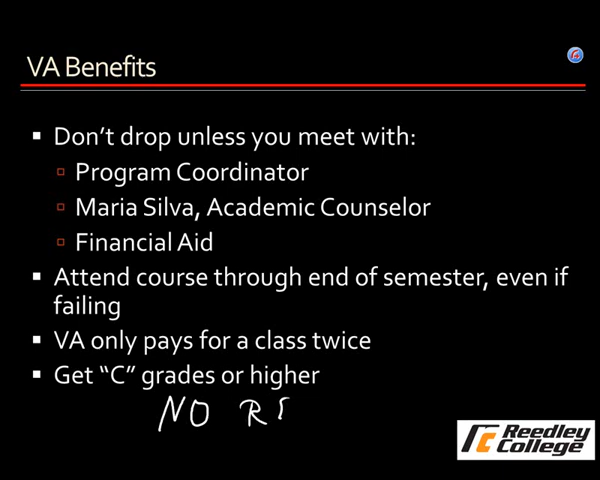 VA Benefits
Don't drop unless you meet with:
Program Coordinator
Maria Silva, Academic Counselor
Financial Aid
Attend course through end of semester, even if
failing
VA only pays for a class twice
Get “C” grades or higher
NO
Reedley
College